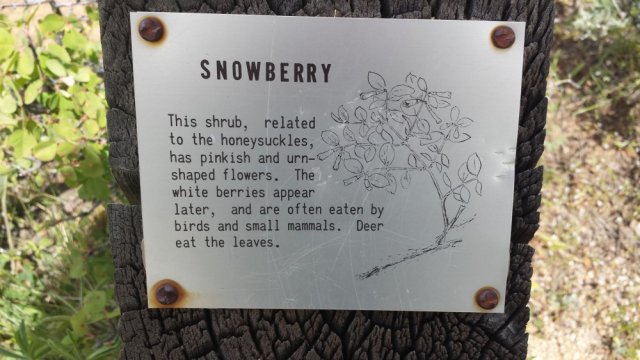 SNOWBERRY
This shrub, related
to the honeysuckles,
has pinkish and urn-
shaped flowers. The
white berries appear
later, and are often eaten by
birds and small mammals. Deer
eat the leaves.